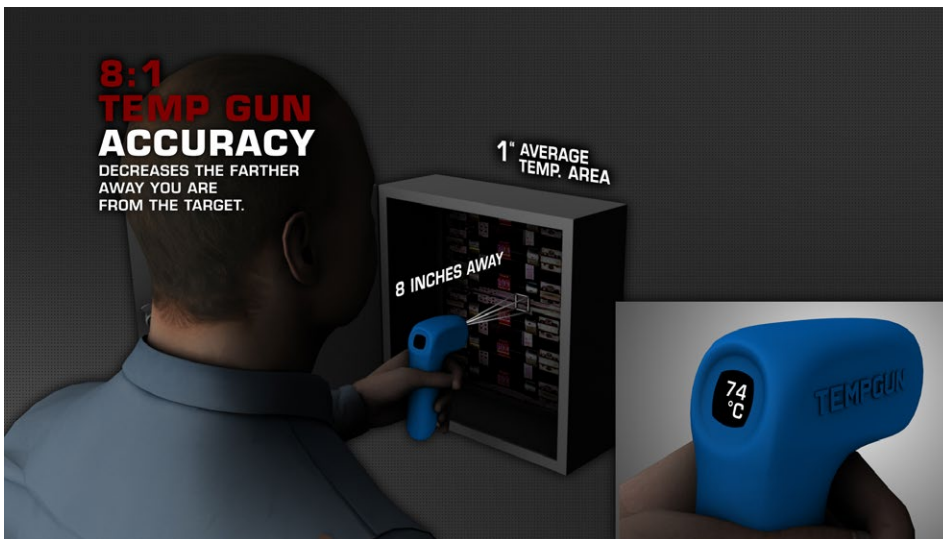 8:1
TEMP GUN
ACCURACY
DECREASES THE FARTHER
AWAY YOU ARE
FROM THE TARGET.
1" AVERAGE
TEMP. AREA
8 INCHES AWAY
74
°C
TEMPGUN